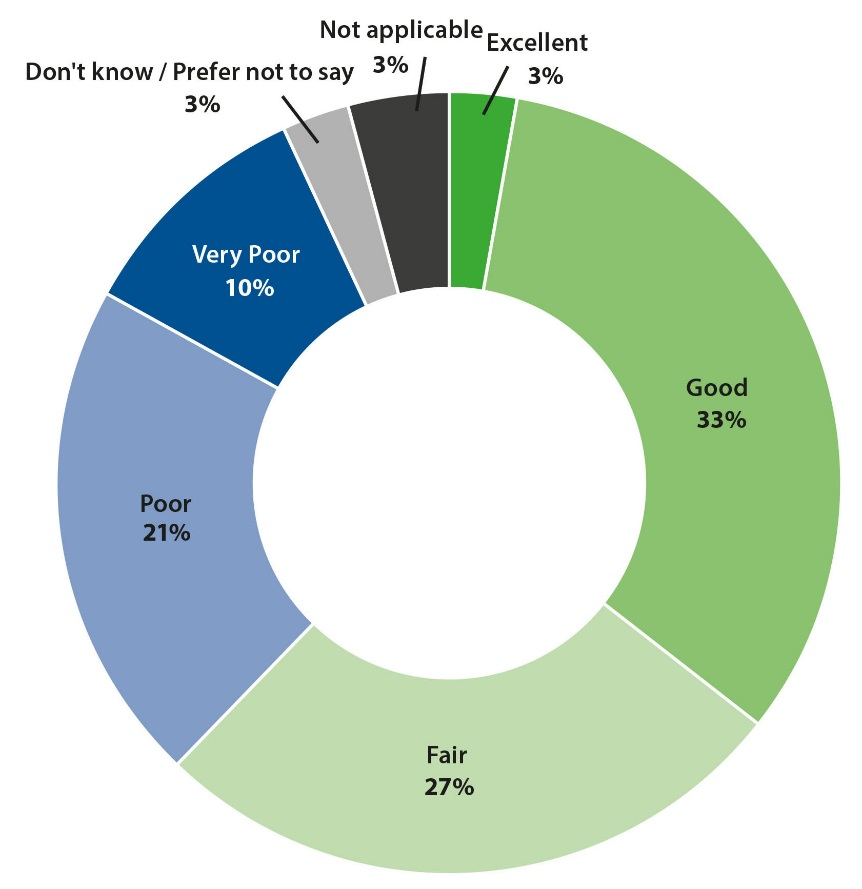 Not applicable
3%
Excellent
3%
Don't know / Prefer not to say
3%
Very Poor
10%
Good
33%
Poor
21%
Fair
27%